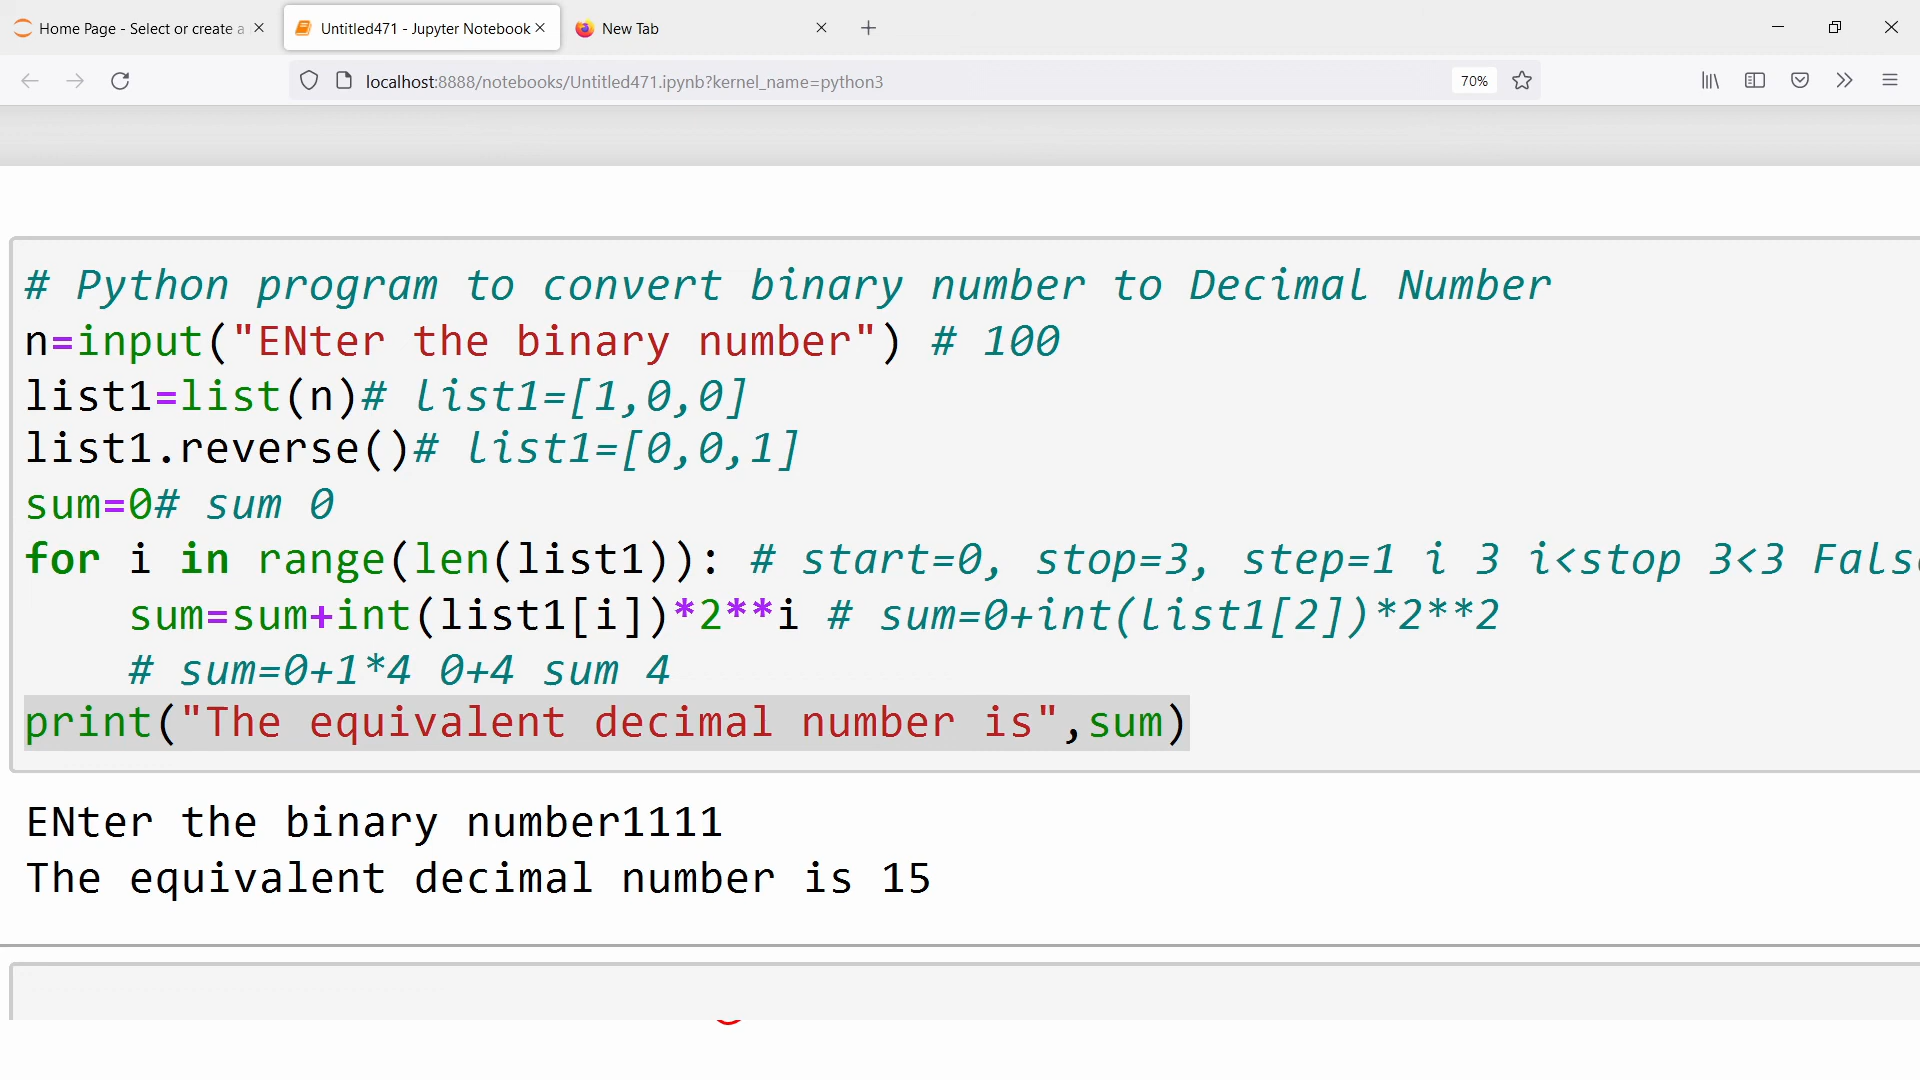 Home Page - Select or create a
Untitled471 - Jupyter Notebook
New Tab
localhost:8888/notebooks/Untitled471.ipynb?kernel_name=python3
70%
# Python program to convert binary number to Decimal Number
n=input("ENter the binary number") # 100
list1=list(n)# list1=[1,0,0]
list1.reverse()# list1=[0,0,1]
sum=0# sum 0
for i in range(len(list1)): # start=0, stop=3, step=1 i 3 i<stop 3<3 Fals
sum=sum+int(list1[i])*2**i # sum=0+int(list1[2])*2**2
# sum=0+1*4 0+4 sum 4
print("The equivalent decimal number is",sum)
ENter the binary number1111
The equivalent decimal number is 15